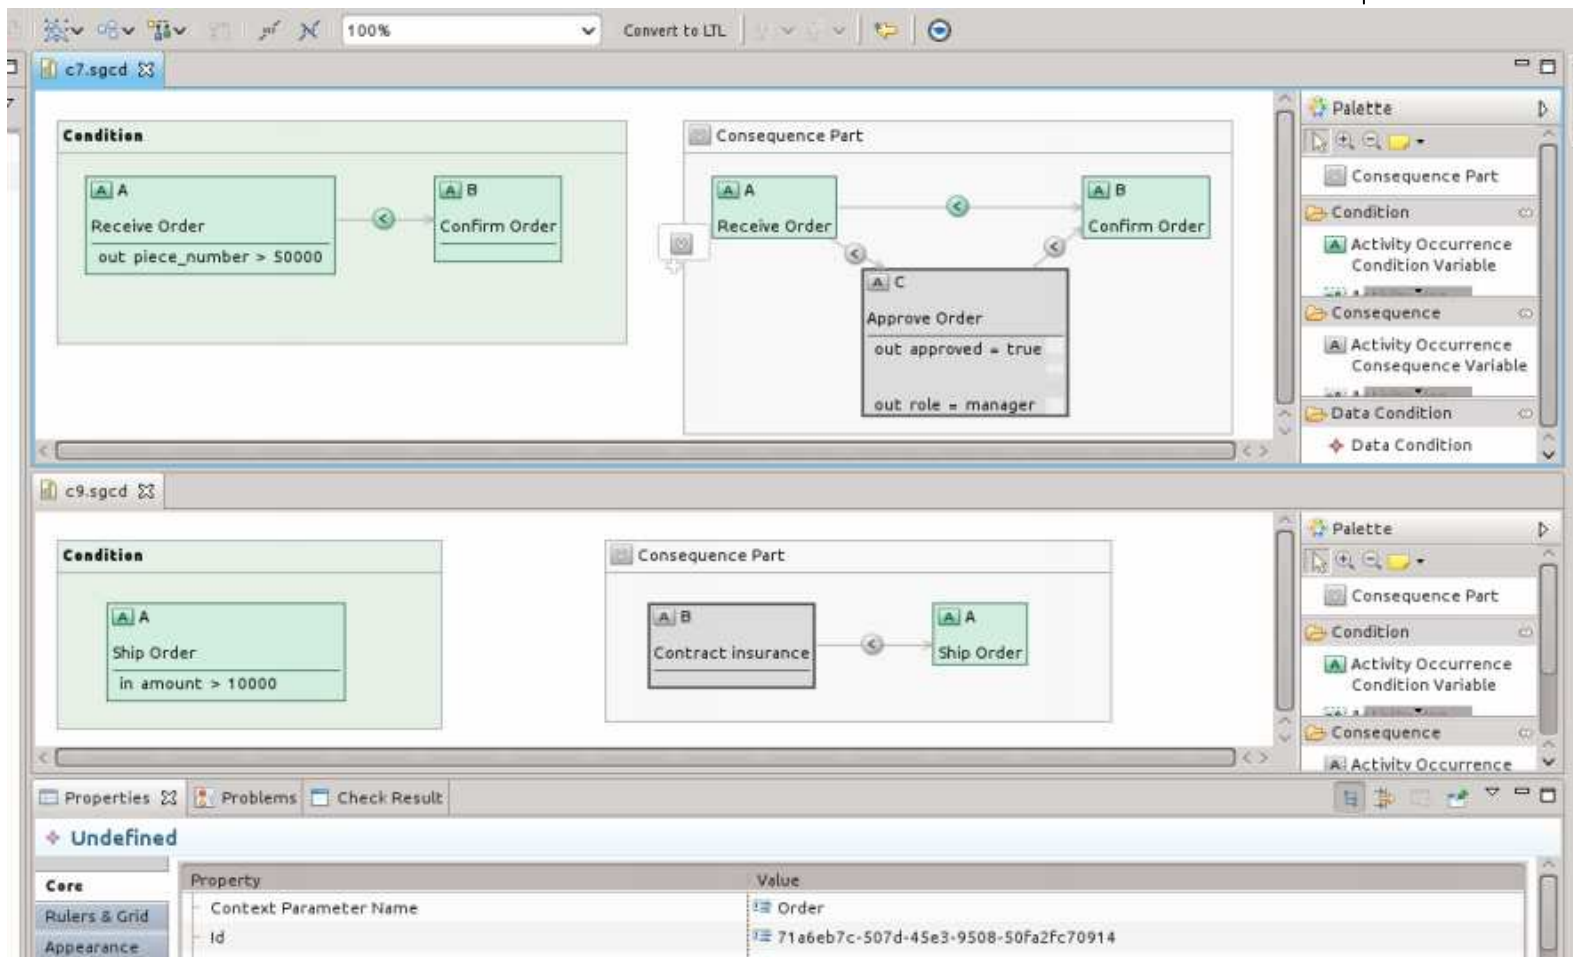 100%
Convert to LTL
c7.sgcd
Condition
A A
Receive Order
out piece_number > 50000
<
A B
Confirm Order
Consequence Part
A A
Receive Order
<
A B
Confirm Order
<
<
A C
Approve Order
out approved = true
out role = manager
Palette
Consequence Part
Condition
A Activity Occurrence
Condition Variable
Consequence
A Activity Occurrence
Consequence Variable
Data Condition
Data Condition
c9.sgcd
Condition
A A
Ship Order
in amount > 10000
Consequence Part
A B
Contract insurance
<
A A
Ship Order
Palette
Consequence Part
Condition
A Activity Occurrence
Condition Variable
Consequence
A Activity Occurrence
Properties
Problems
Check Result
Undefined
Core
Rulers & Grid
Appearance
Property Value
Context Parameter Name Order
Id 71a6eb7c-507d-45e3-9508-50fa2fc70914